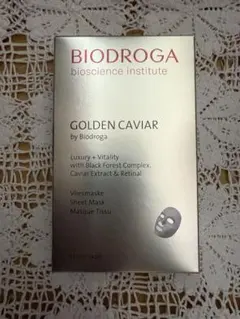 BIODROGA
bioscience institute
GOLDEN CAVIAR
by Biodroga
Luxury + Vitality
with Black Forest Complex,
Caviar Extract & Retinal
Vliesmaske
Sheet Mask
Masque Tissu